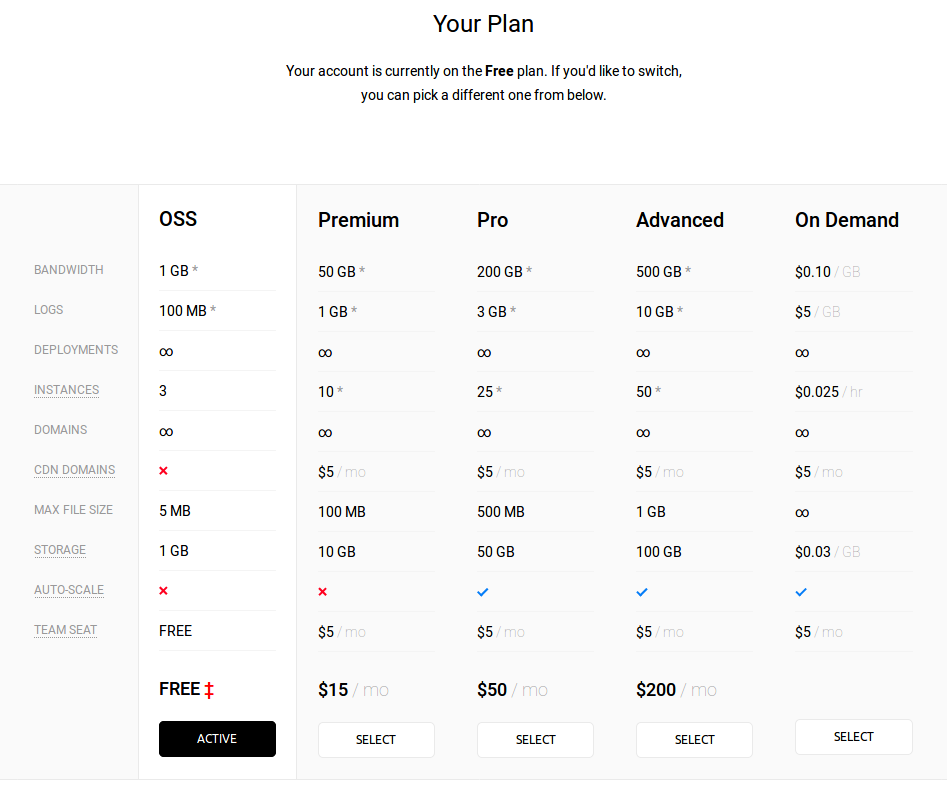 Your Plan
Your account is currently on the Free plan. If you'd like to switch,
you can pick a different one from below.
OSS Premium Pro Advanced On Demand
BANDWIDTH 1 GB * 50 GB * 200 GB * 500 GB * $0.10 / GB
LOGS 100 MB * 1 GB * 3 GB * 10 GB * $5 / GB
DEPLOYMENTS ∞ ∞ ∞ ∞ ∞
INSTANCES 3 10 * 25 * 50 * $0.025 / hr
DOMAINS ∞ ∞ ∞ ∞ ∞
CDN DOMAINS ✕ $5 / mo $5 / mo $5 / mo $5 / mo
MAX FILE SIZE 5 MB 100 MB 500 MB 1 GB ∞
STORAGE 1 GB 10 GB 50 GB 100 GB $0.03 / GB
AUTO-SCALE ✕ ✕ ✓ ✓ ✓
TEAM SEAT FREE $5 / mo $5 / mo $5 / mo $5 / mo
FREE ‡ $15 / mo $50 / mo $200 / mo
ACTIVE SELECT SELECT SELECT SELECT